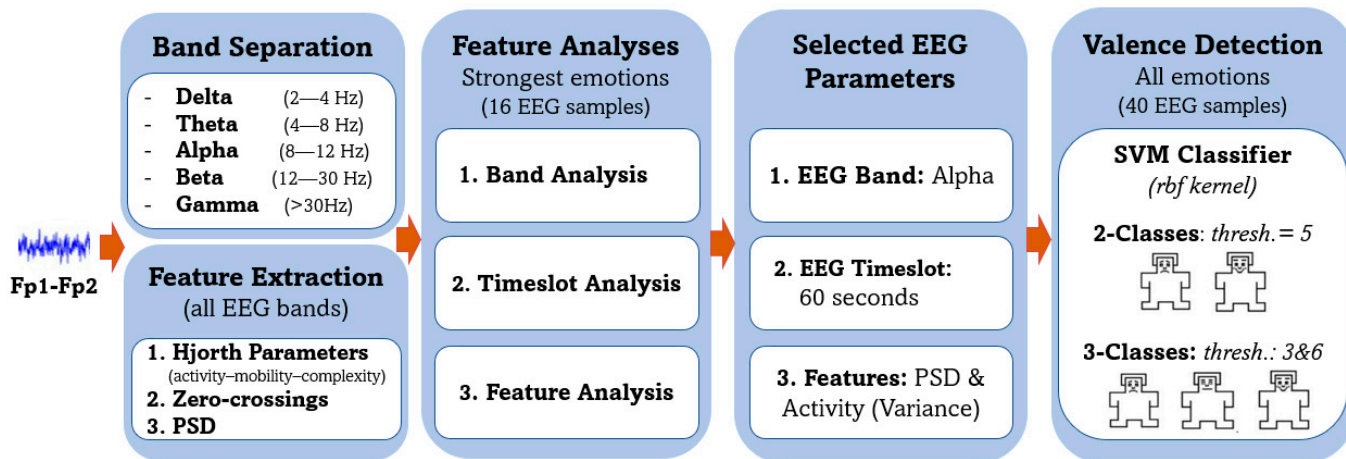 Fp1-Fp2
Band Separation
- Delta (2—4 Hz)
- Theta (4—8 Hz)
- Alpha (8—12 Hz)
- Beta (12—30 Hz)
- Gamma (>30Hz)
Feature Extraction
(all EEG bands)
1. Hjorth Parameters
(activity–mobility–complexity)
2. Zero-crossings
3. PSD
Feature Analyses
Strongest emotions
(16 EEG samples)
1. Band Analysis
2. Timeslot Analysis
3. Feature Analysis
Selected EEG
Parameters
1. EEG Band: Alpha
2. EEG Timeslot:
60 seconds
3. Features: PSD &
Activity (Variance)
Valence Detection
All emotions
(40 EEG samples)
SVM Classifier
(rbf kernel)
2-Classes: thresh.= 5
3-Classes: thresh.: 3&6